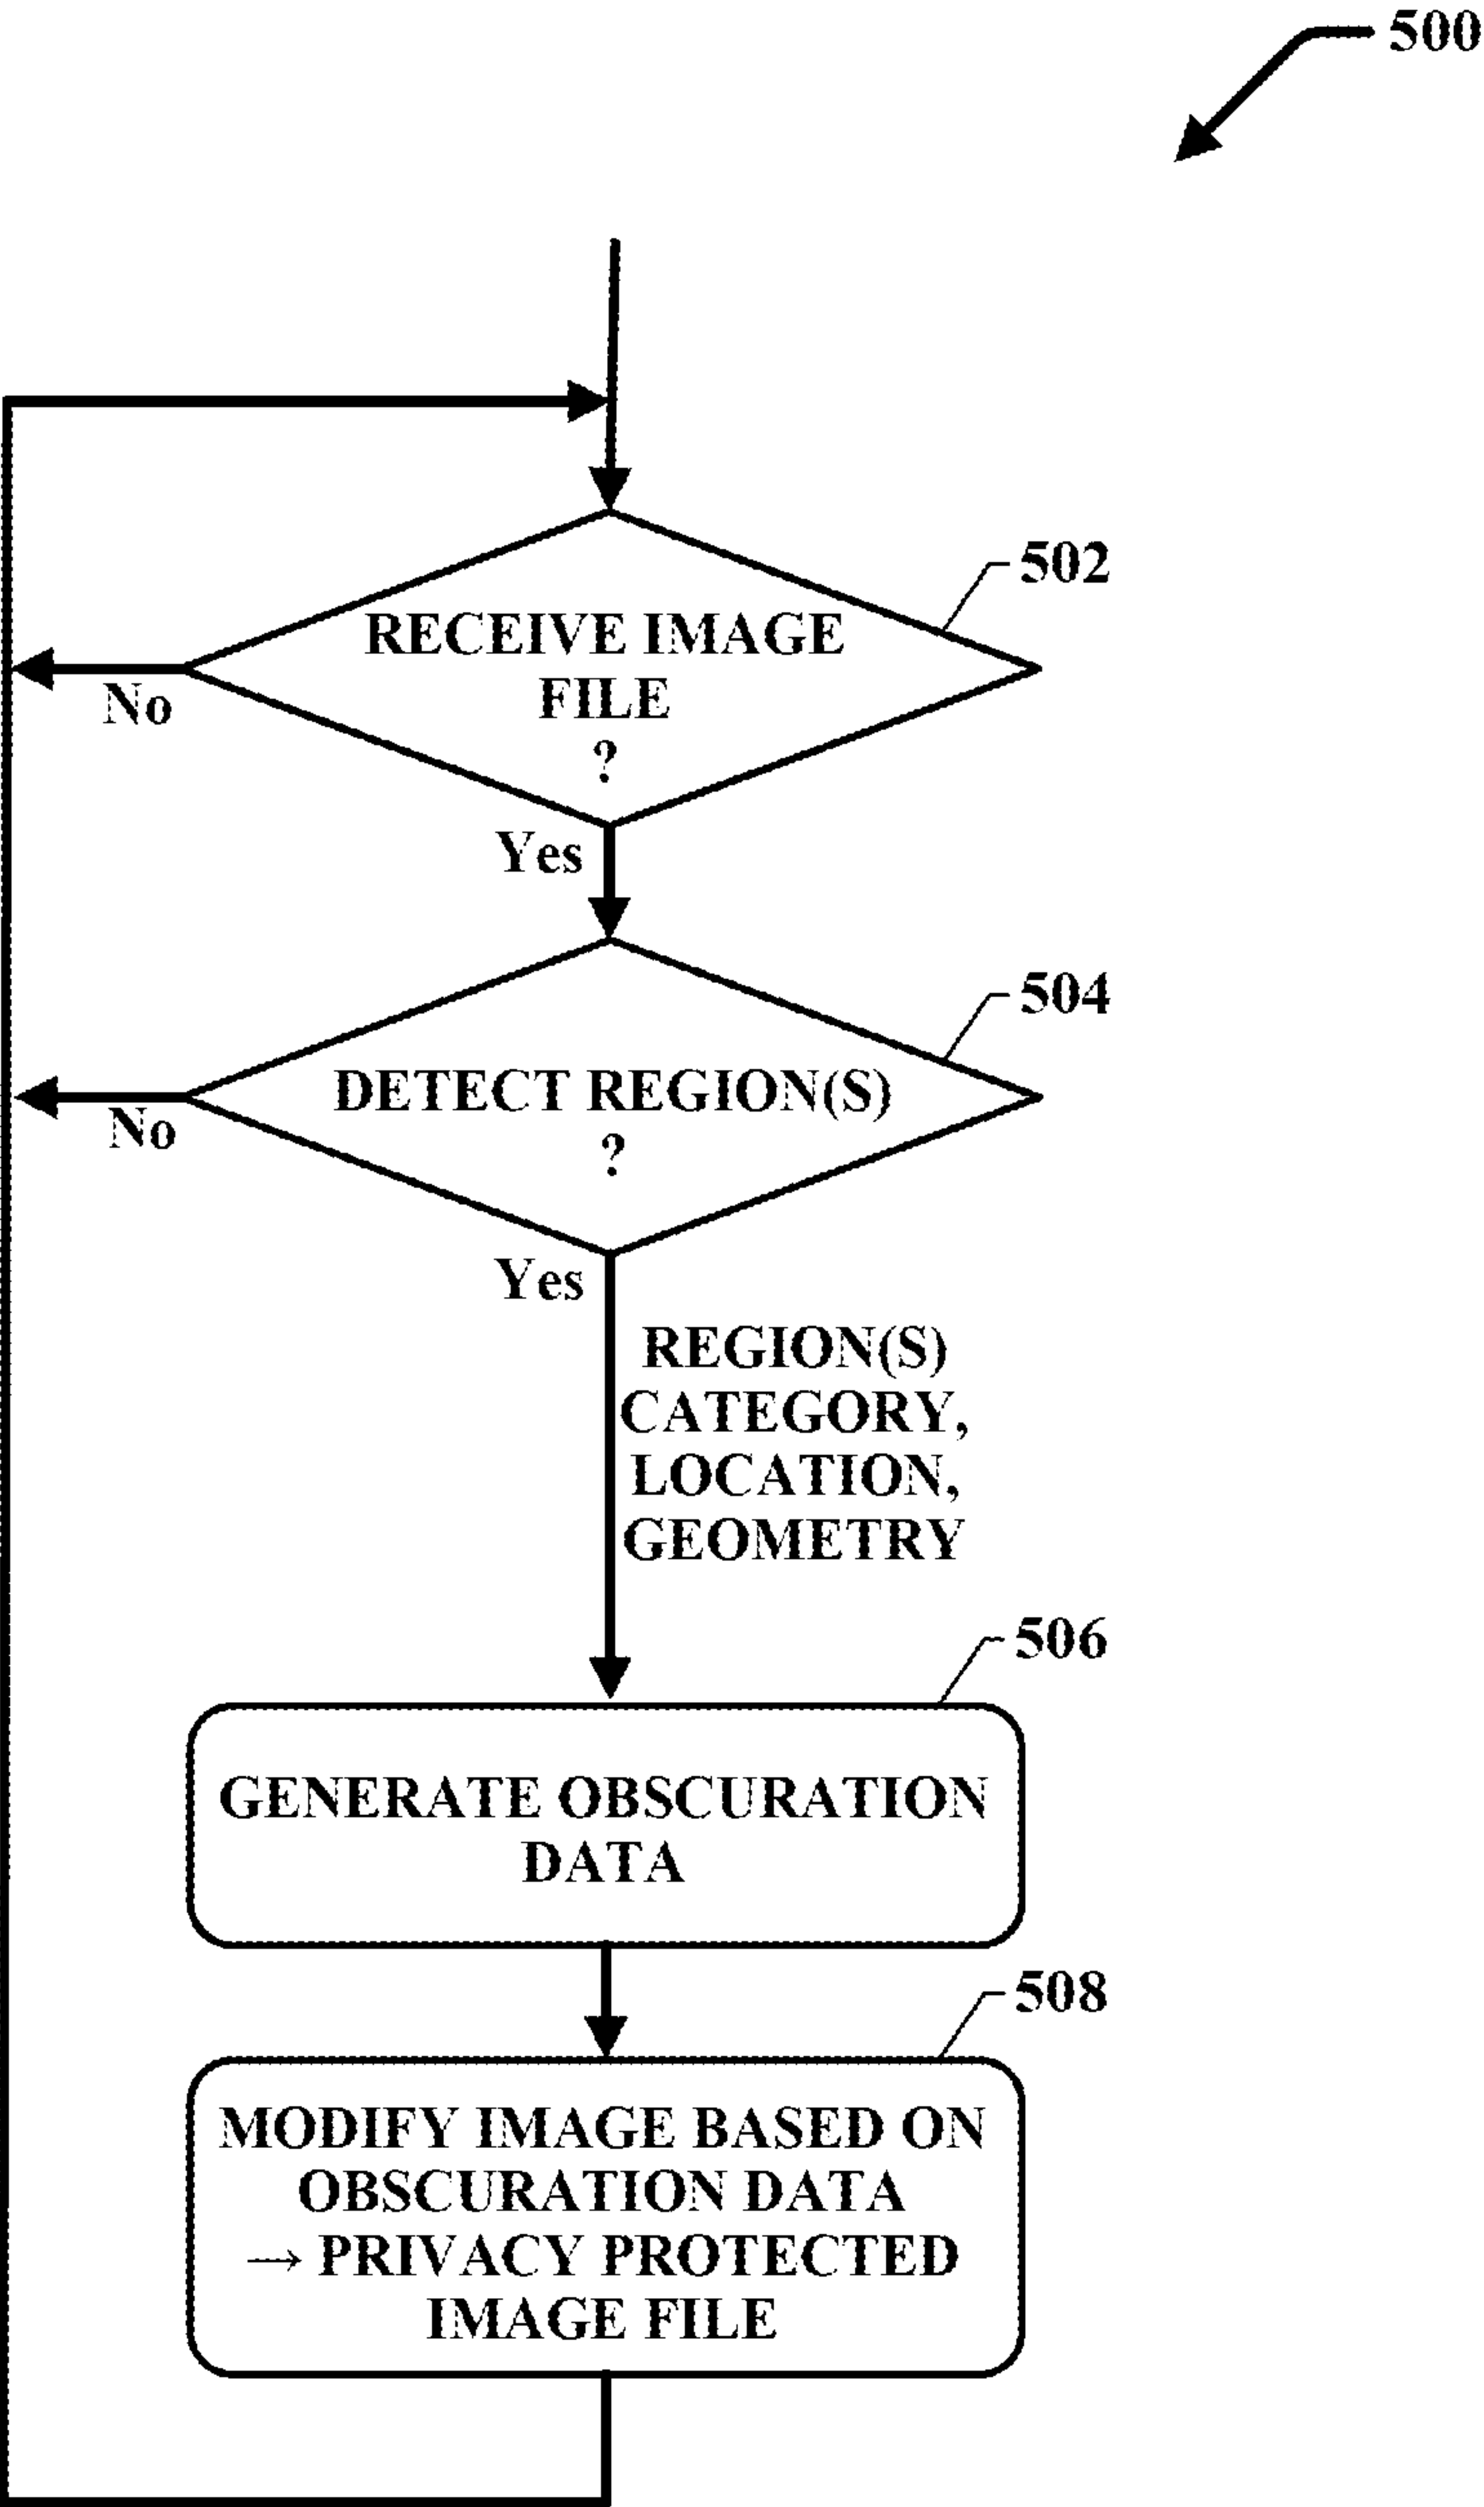 500
502
RECEIVE IMAGE
FILE
?
No
Yes
504
DETECT REGION(S)
?
No
Yes
REGION(S)
CATEGORY,
LOCATION,
GEOMETRY
506
GENERATE OBSCURATION
DATA
508
MODIFY IMAGE BASED ON
OBSCURATION DATA
→ PRIVACY PROTECTED
IMAGE FILE